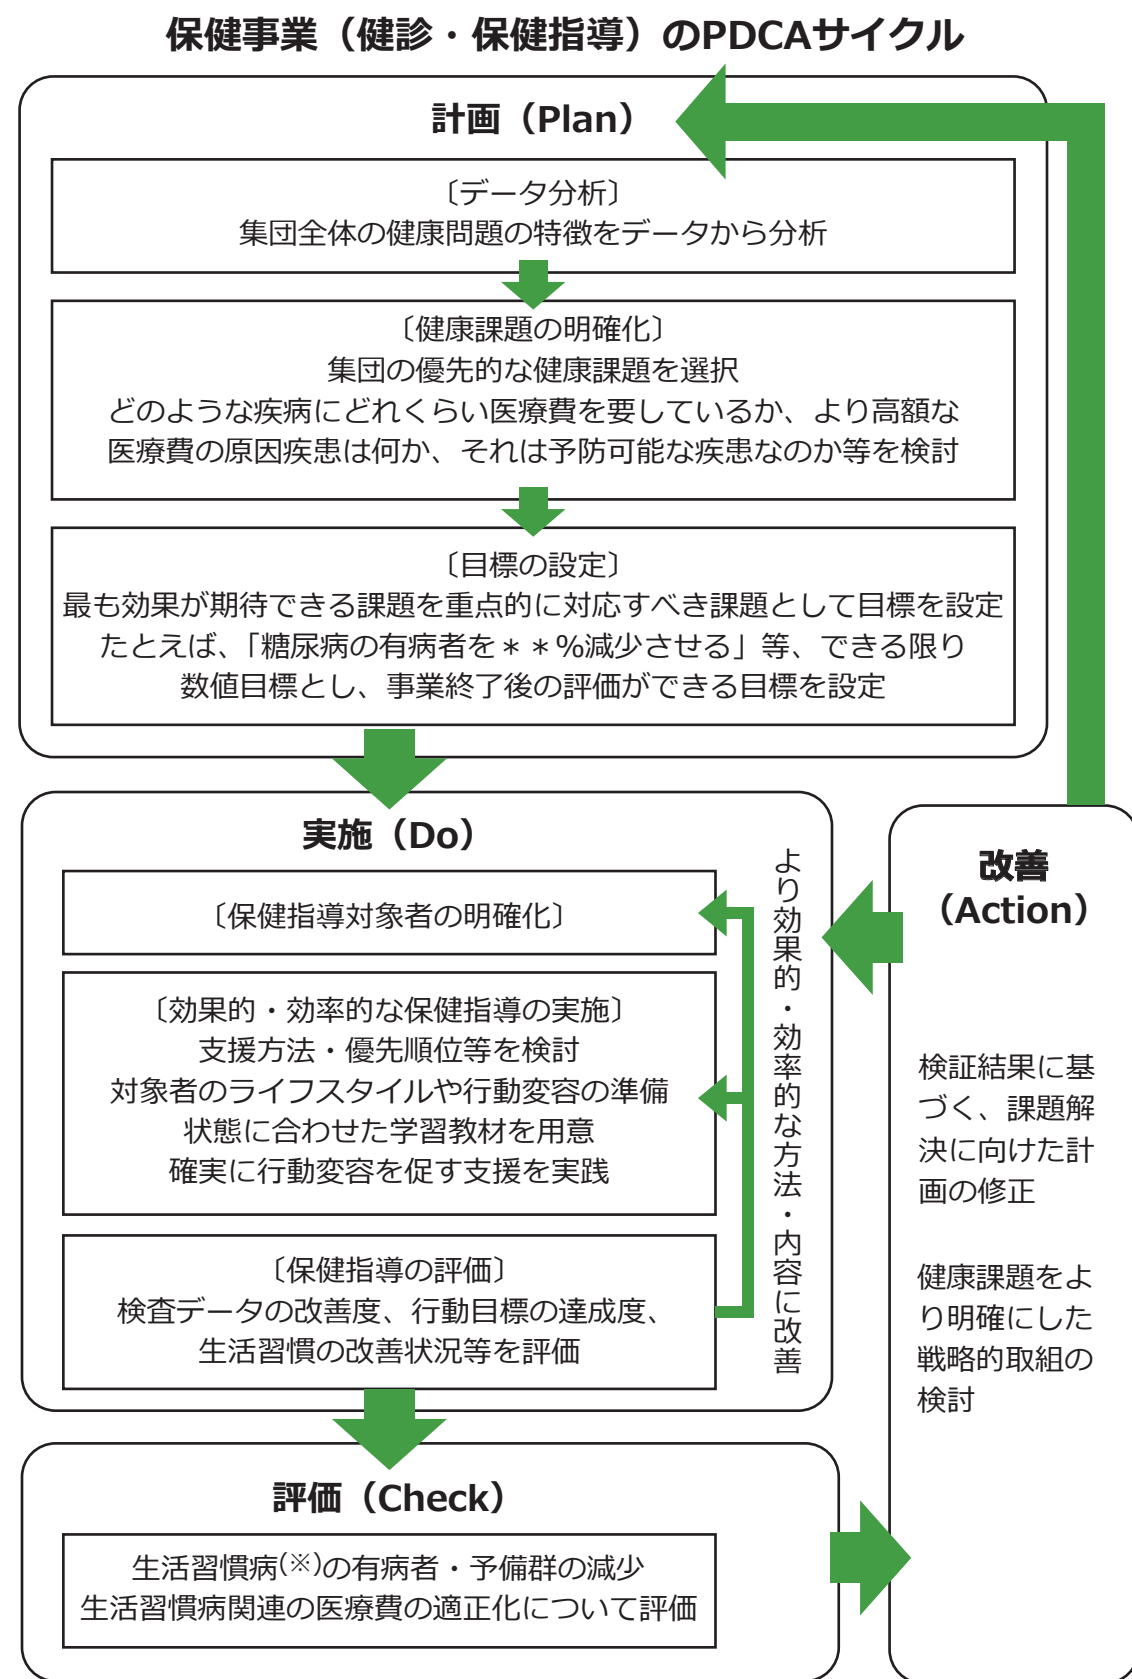 保健事業（健診・保健指導）のPDCAサイクル
計画（Plan）
〔データ分析〕
集団全体の健康問題の特徴をデータから分析
〔健康課題の明確化〕
集団の優先的な健康課題を選択
どのような疾病にどれくらい医療費を要しているか、より高額な
医療費の原因疾患は何か、それは予防可能な疾患なのか等を検討
〔目標の設定〕
最も効果が期待できる課題を重点的に対応すべき課題として目標を設定
たとえば、「糖尿病の有病者を＊＊%減少させる」等、できる限り
数値目標とし、事業終了後の評価ができる目標を設定
実施（Do）
〔保健指導対象者の明確化〕
〔効果的・効率的な保健指導の実施〕
支援方法・優先順位等を検討
対象者のライフスタイルや行動変容の準備
状態に合わせた学習教材を用意
確実に行動変容を促す支援を実践
〔保健指導の評価〕
検査データの改善度、行動目標の達成度、
生活習慣の改善状況等を評価
より効果的・効率的な方法・内容に改善
評価（Check）
生活習慣病(※)の有病者・予備群の減少
生活習慣病関連の医療費の適正化について評価
改善
（Action）
検証結果に基
づく、課題解
決に向けた計
画の修正
健康課題をよ
り明確にした
戦略的取組の
検討